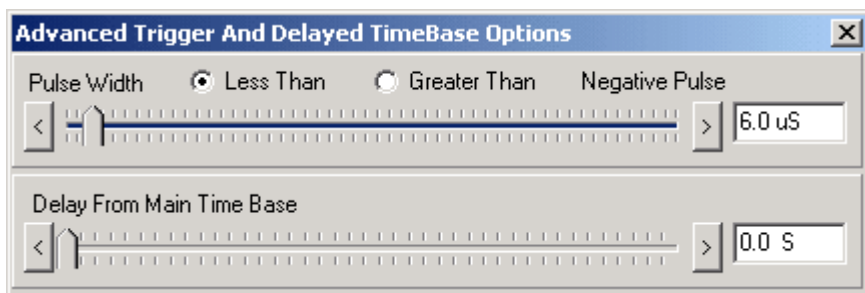 Advanced Trigger And Delayed TimeBase Options
Pulse Width Less Than Greater Than Negative Pulse
< > 6.0 uS
Delay From Main Time Base
< > 0.0 S